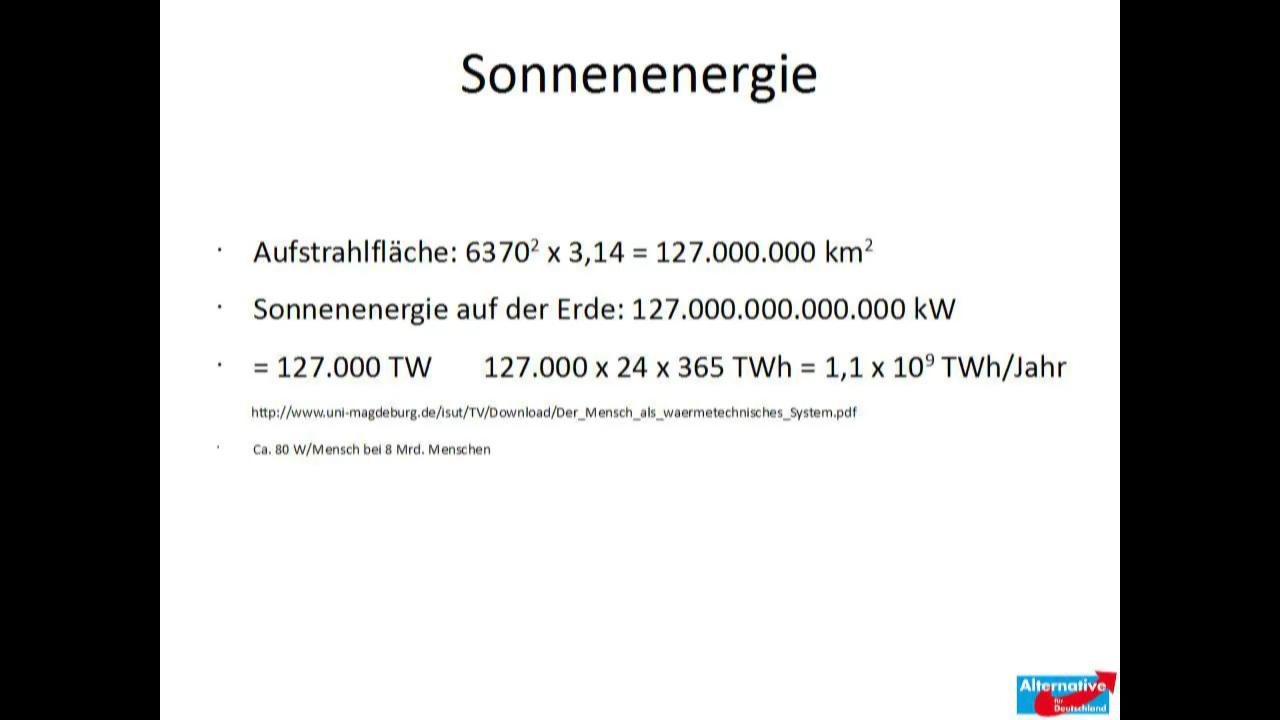 Sonnenenergie
· Aufstrahlfläche: 6370² x 3,14 = 127.000.000 km²
· Sonnenenergie auf der Erde: 127.000.000.000.000 kW
· = 127.000 TW 127.000 x 24 x 365 TWh = 1,1 x 10⁹ TWh/Jahr
http://www.uni-magdeburg.de/isut/TV/Download/Der_Mensch_als_waermetechnisches_System.pdf
· Ca. 80 W/Mensch bei 8 Mrd. Menschen
Alternative
für
Deutschland